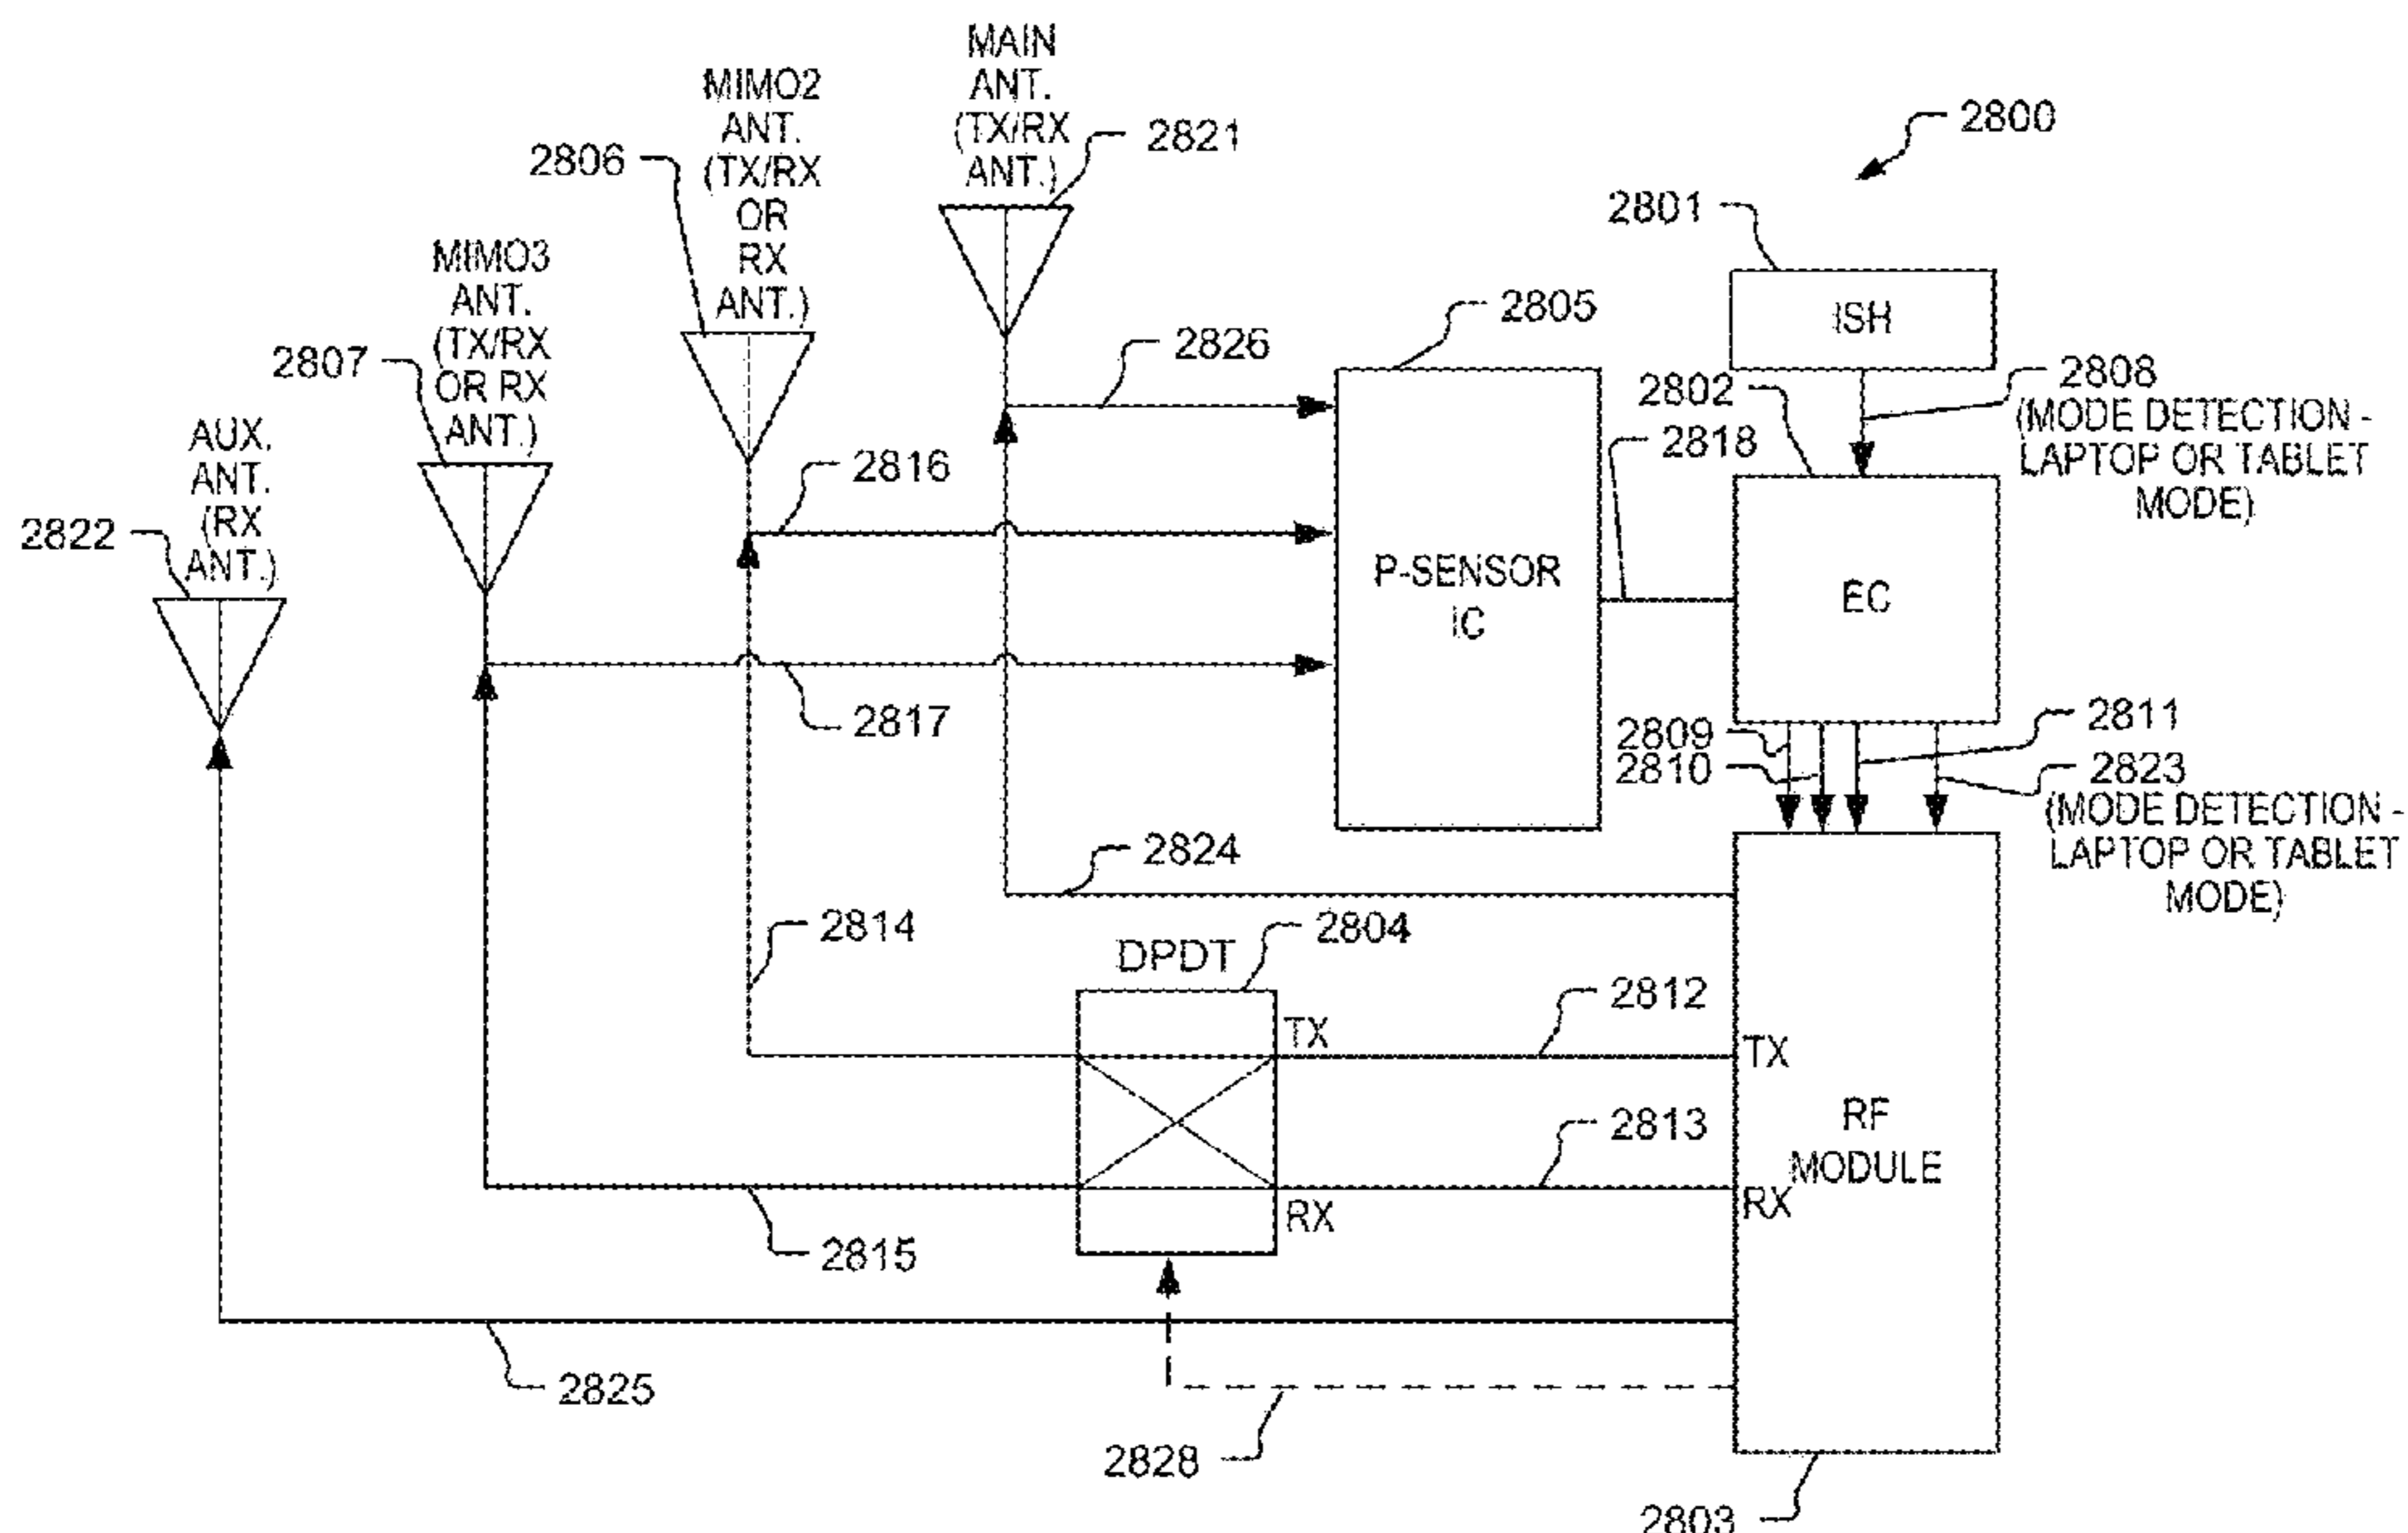 MAIN
ANT.
(TX/RX
ANT.)
2821
MIMO2
ANT.
(TX/RX
OR
RX
ANT.)
2806
MIMO3
ANT.
(TX/RX
OR RX
ANT.)
2807
AUX.
ANT.
(RX
ANT.)
2822
2800
2801
ISH
2805
2826
2802
2808
(MODE DETECTION -
LAPTOP OR TABLET
MODE)
2818
2816
P-SENSOR
IC
EC
2817
2809
2810
2811
2823
(MODE DETECTION -
LAPTOP OR TABLET
MODE)
2824
2814
2804
DPDT
TX
2812
TX
2813
RF
MODULE
RX
RX
2815
2825
2828
2803